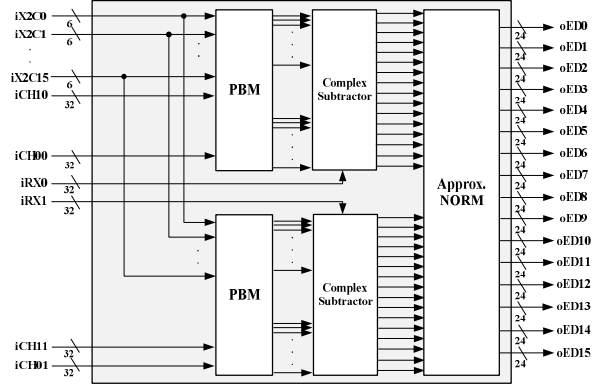 iX2C0 6 oED0 24
iX2C1 6 oED1 24
oED2 24
iX2C15 6 oED3 24
iCH10 32 PBM Complex Subtractor oED4 24
oED5 24
iCH00 32 oED6 24
iRX0 32 oED7 24
iRX1 32 Approx. NORM oED8 24
oED9 24
oED10 24
oED11 24
PBM Complex Subtractor oED12 24
oED13 24
iCH11 32 oED14 24
iCH01 32 oED15 24